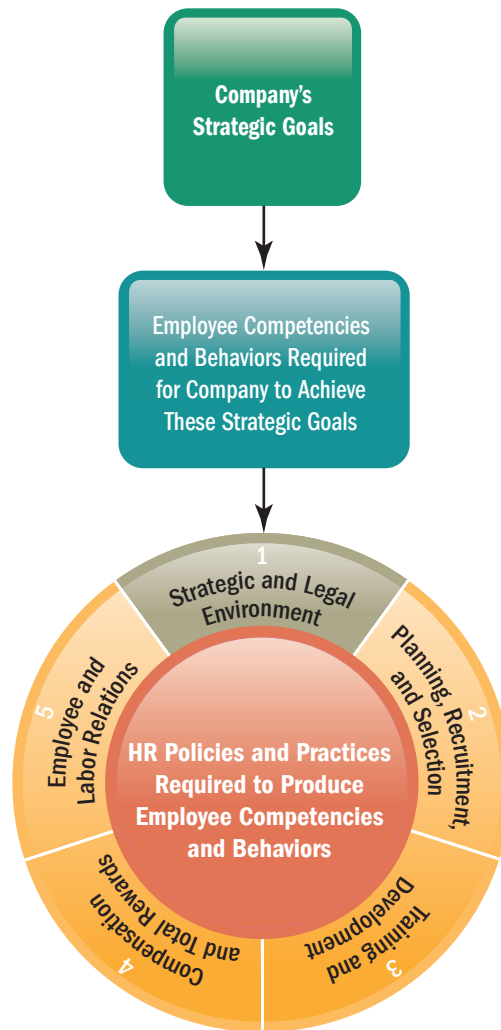 Company's
Strategic Goals
Employee Competencies
and Behaviors Required
for Company to Achieve
These Strategic Goals
1
Strategic and Legal
Environment
2
Planning, Recruitment,
and Selection
3
Training and
Development
4
Compensation
and Total Rewards
5
Employee and
Labor Relations
HR Policies and Practices
Required to Produce
Employee Competencies
and Behaviors